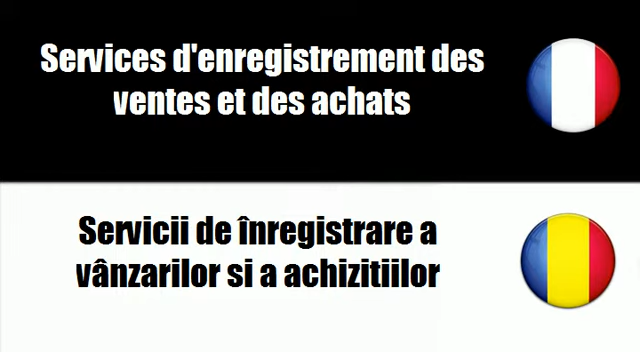 Services d'enregistrement des
ventes et des achats
Servicii de înregistrare a
vânzarilor si a achizitiilor